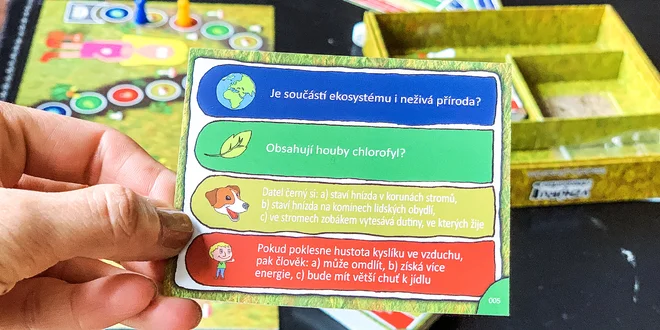 Je součástí ekosystému i neživá příroda?
Obsahují houby chlorofyl?
Datel černý si: a) staví hnízda v korunách stromů,
b) staví hnízda na komínech lidských obydlí,
c) ve stromech zobákem vytesává dutiny, ve kterých žije
Pokud poklesne hustota kyslíku ve vzduchu,
pak člověk: a) může omdlít, b) získá více
energie, c) bude mít větší chuť k jídlu
005